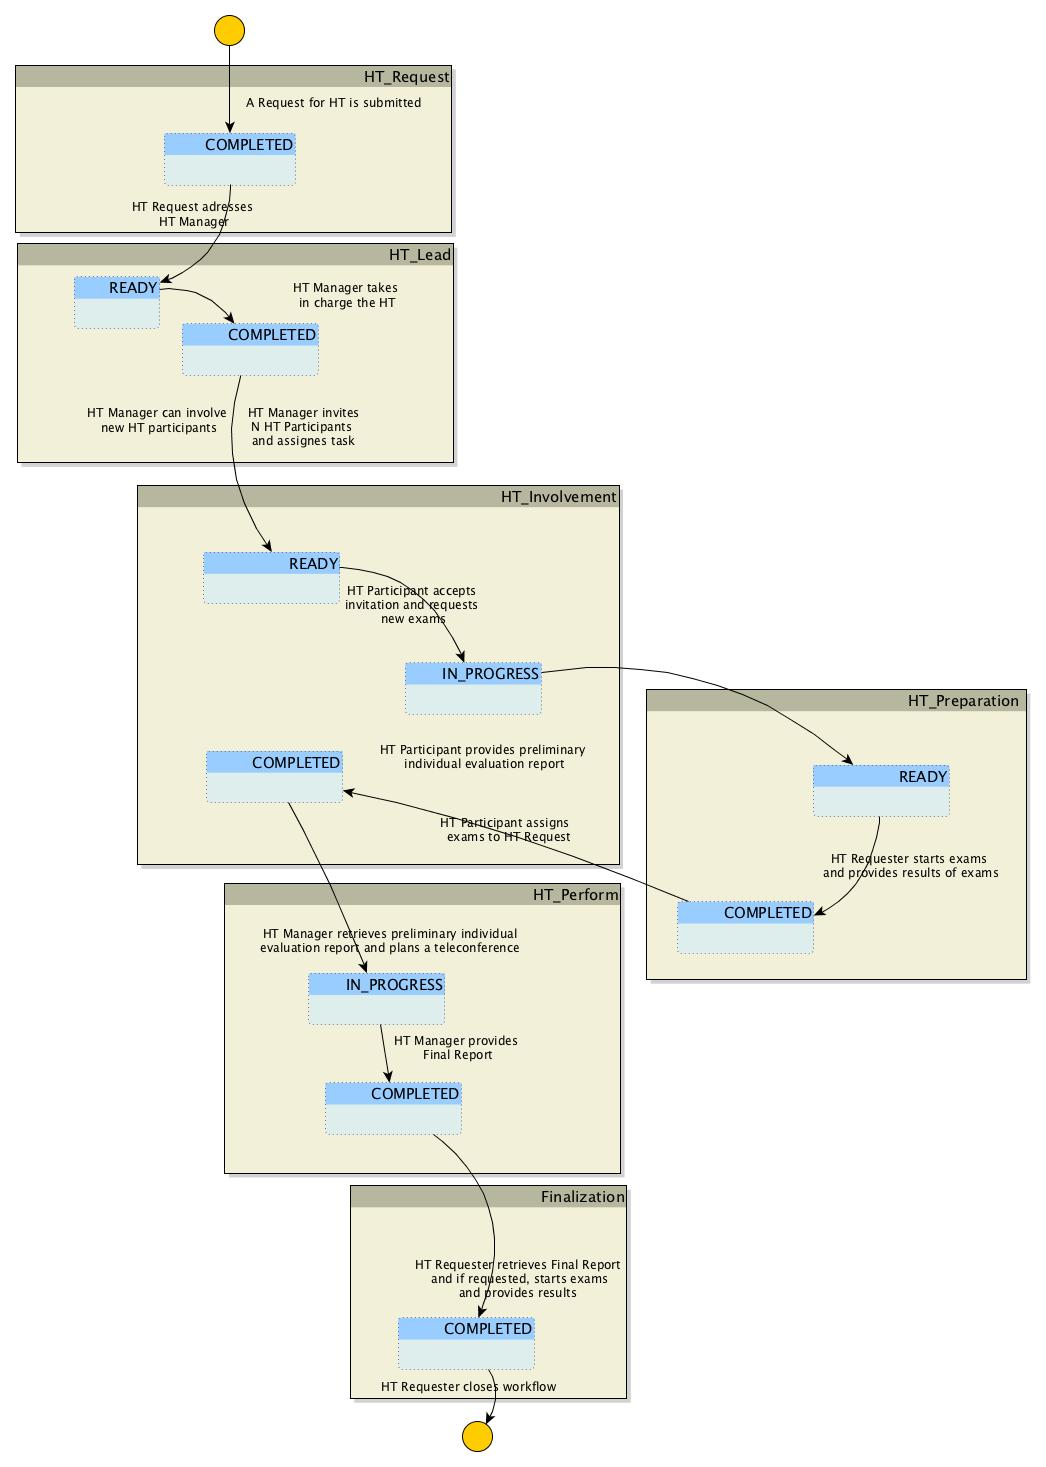 HT_Request
A Request for HT is submitted
COMPLETED
HT Request adresses
HT Manager
HT_Lead
READY
HT Manager takes
in charge the HT
COMPLETED
HT Manager can involve
new HT participants
HT Manager invites
N HT Participants
and assignes task
HT_Involvement
READY
HT Participant accepts
invitation and requests
new exams
IN_PROGRESS
HT_Preparation
READY
HT Participant provides preliminary
individual evaluation report
COMPLETED
HT Participant assigns
exams to HT Request
HT Requester starts exams
and provides results of exams
COMPLETED
HT_Perform
HT Manager retrieves preliminary individual
evaluation report and plans a teleconference
IN_PROGRESS
HT Manager provides
Final Report
COMPLETED
Finalization
HT Requester retrieves Final Report
and if requested, starts exams
and provides results
COMPLETED
HT Requester closes workflow